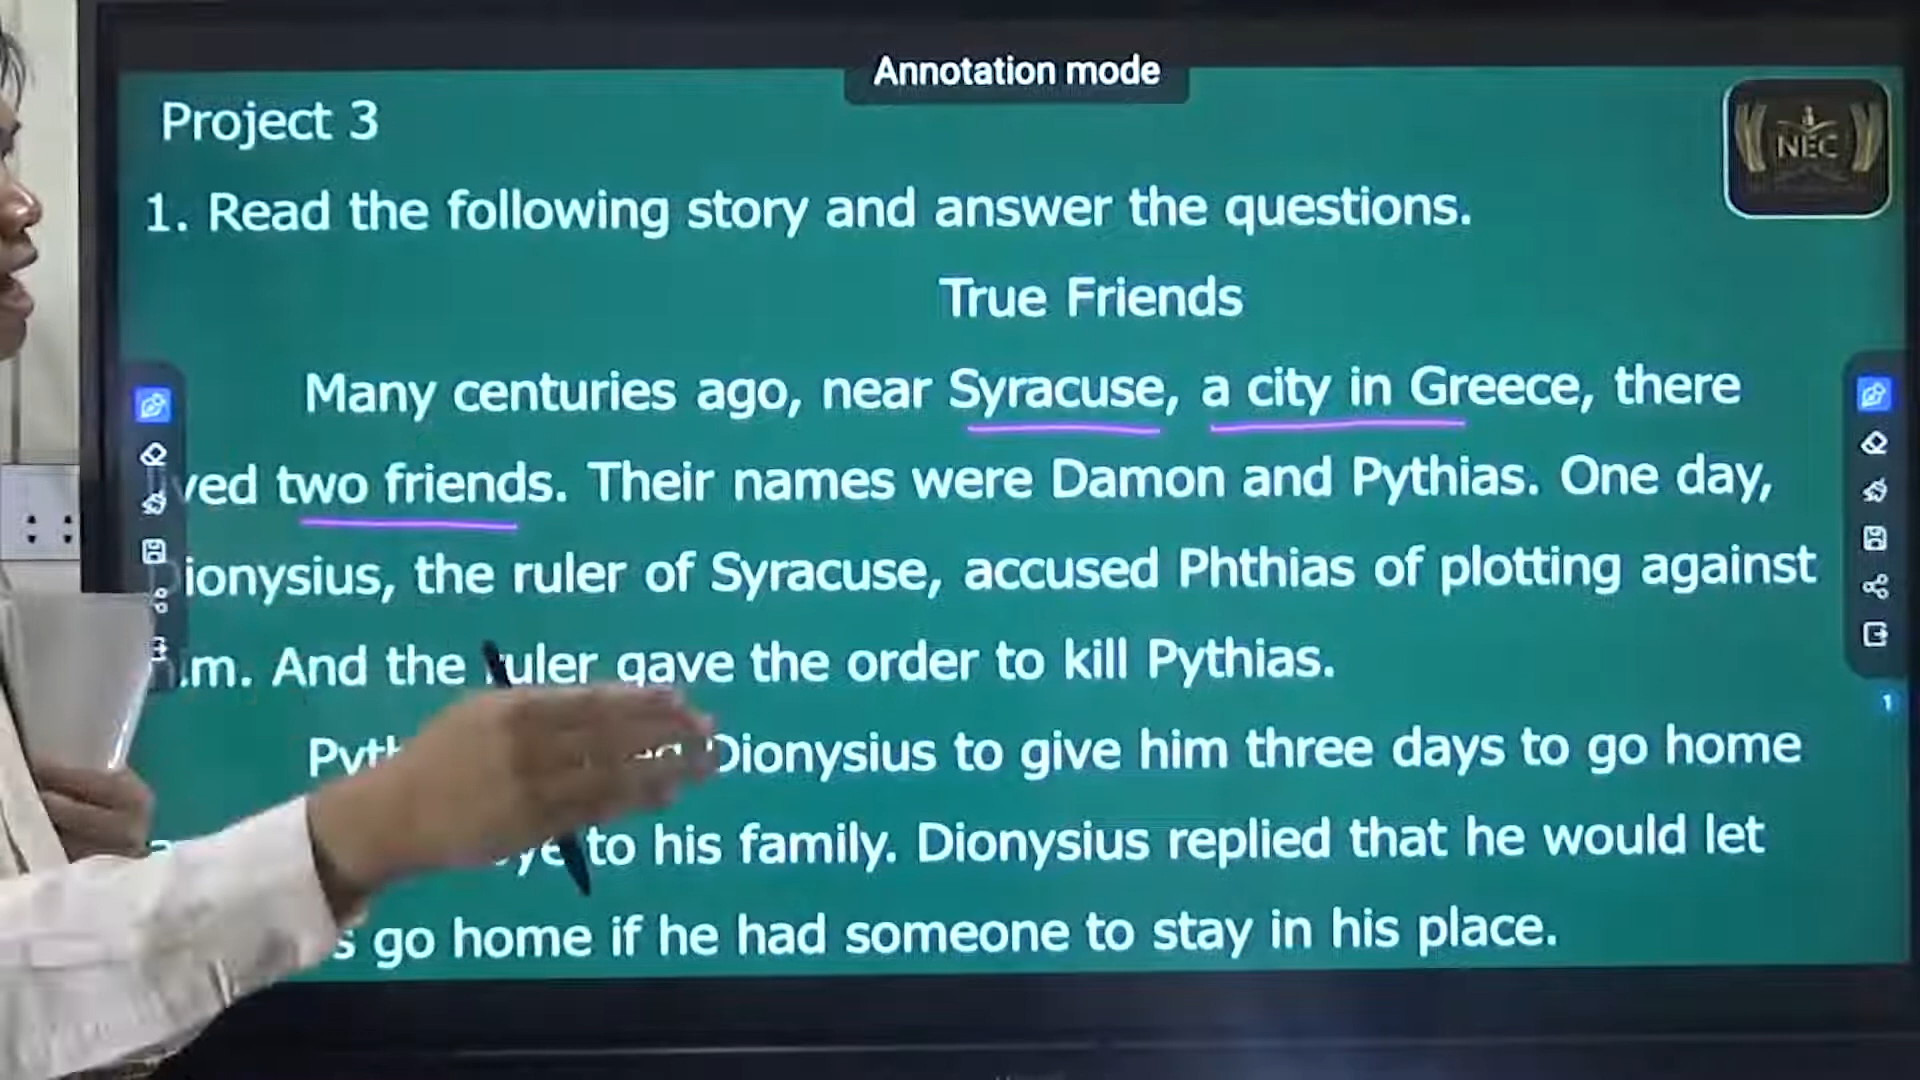 Annotation mode
Project 3
NEC
1. Read the following story and answer the questions.
True Friends
Many centuries ago, near Syracuse, a city in Greece, there
ved two friends. Their names were Damon and Pythias. One day,
ionysius, the ruler of Syracuse, accused Phthias of plotting against
him. And the ruler gave the order to kill Pythias.
Dionysius to give him three days to go home
to his family. Dionysius replied that he would let
go home if he had someone to stay in his place.
1